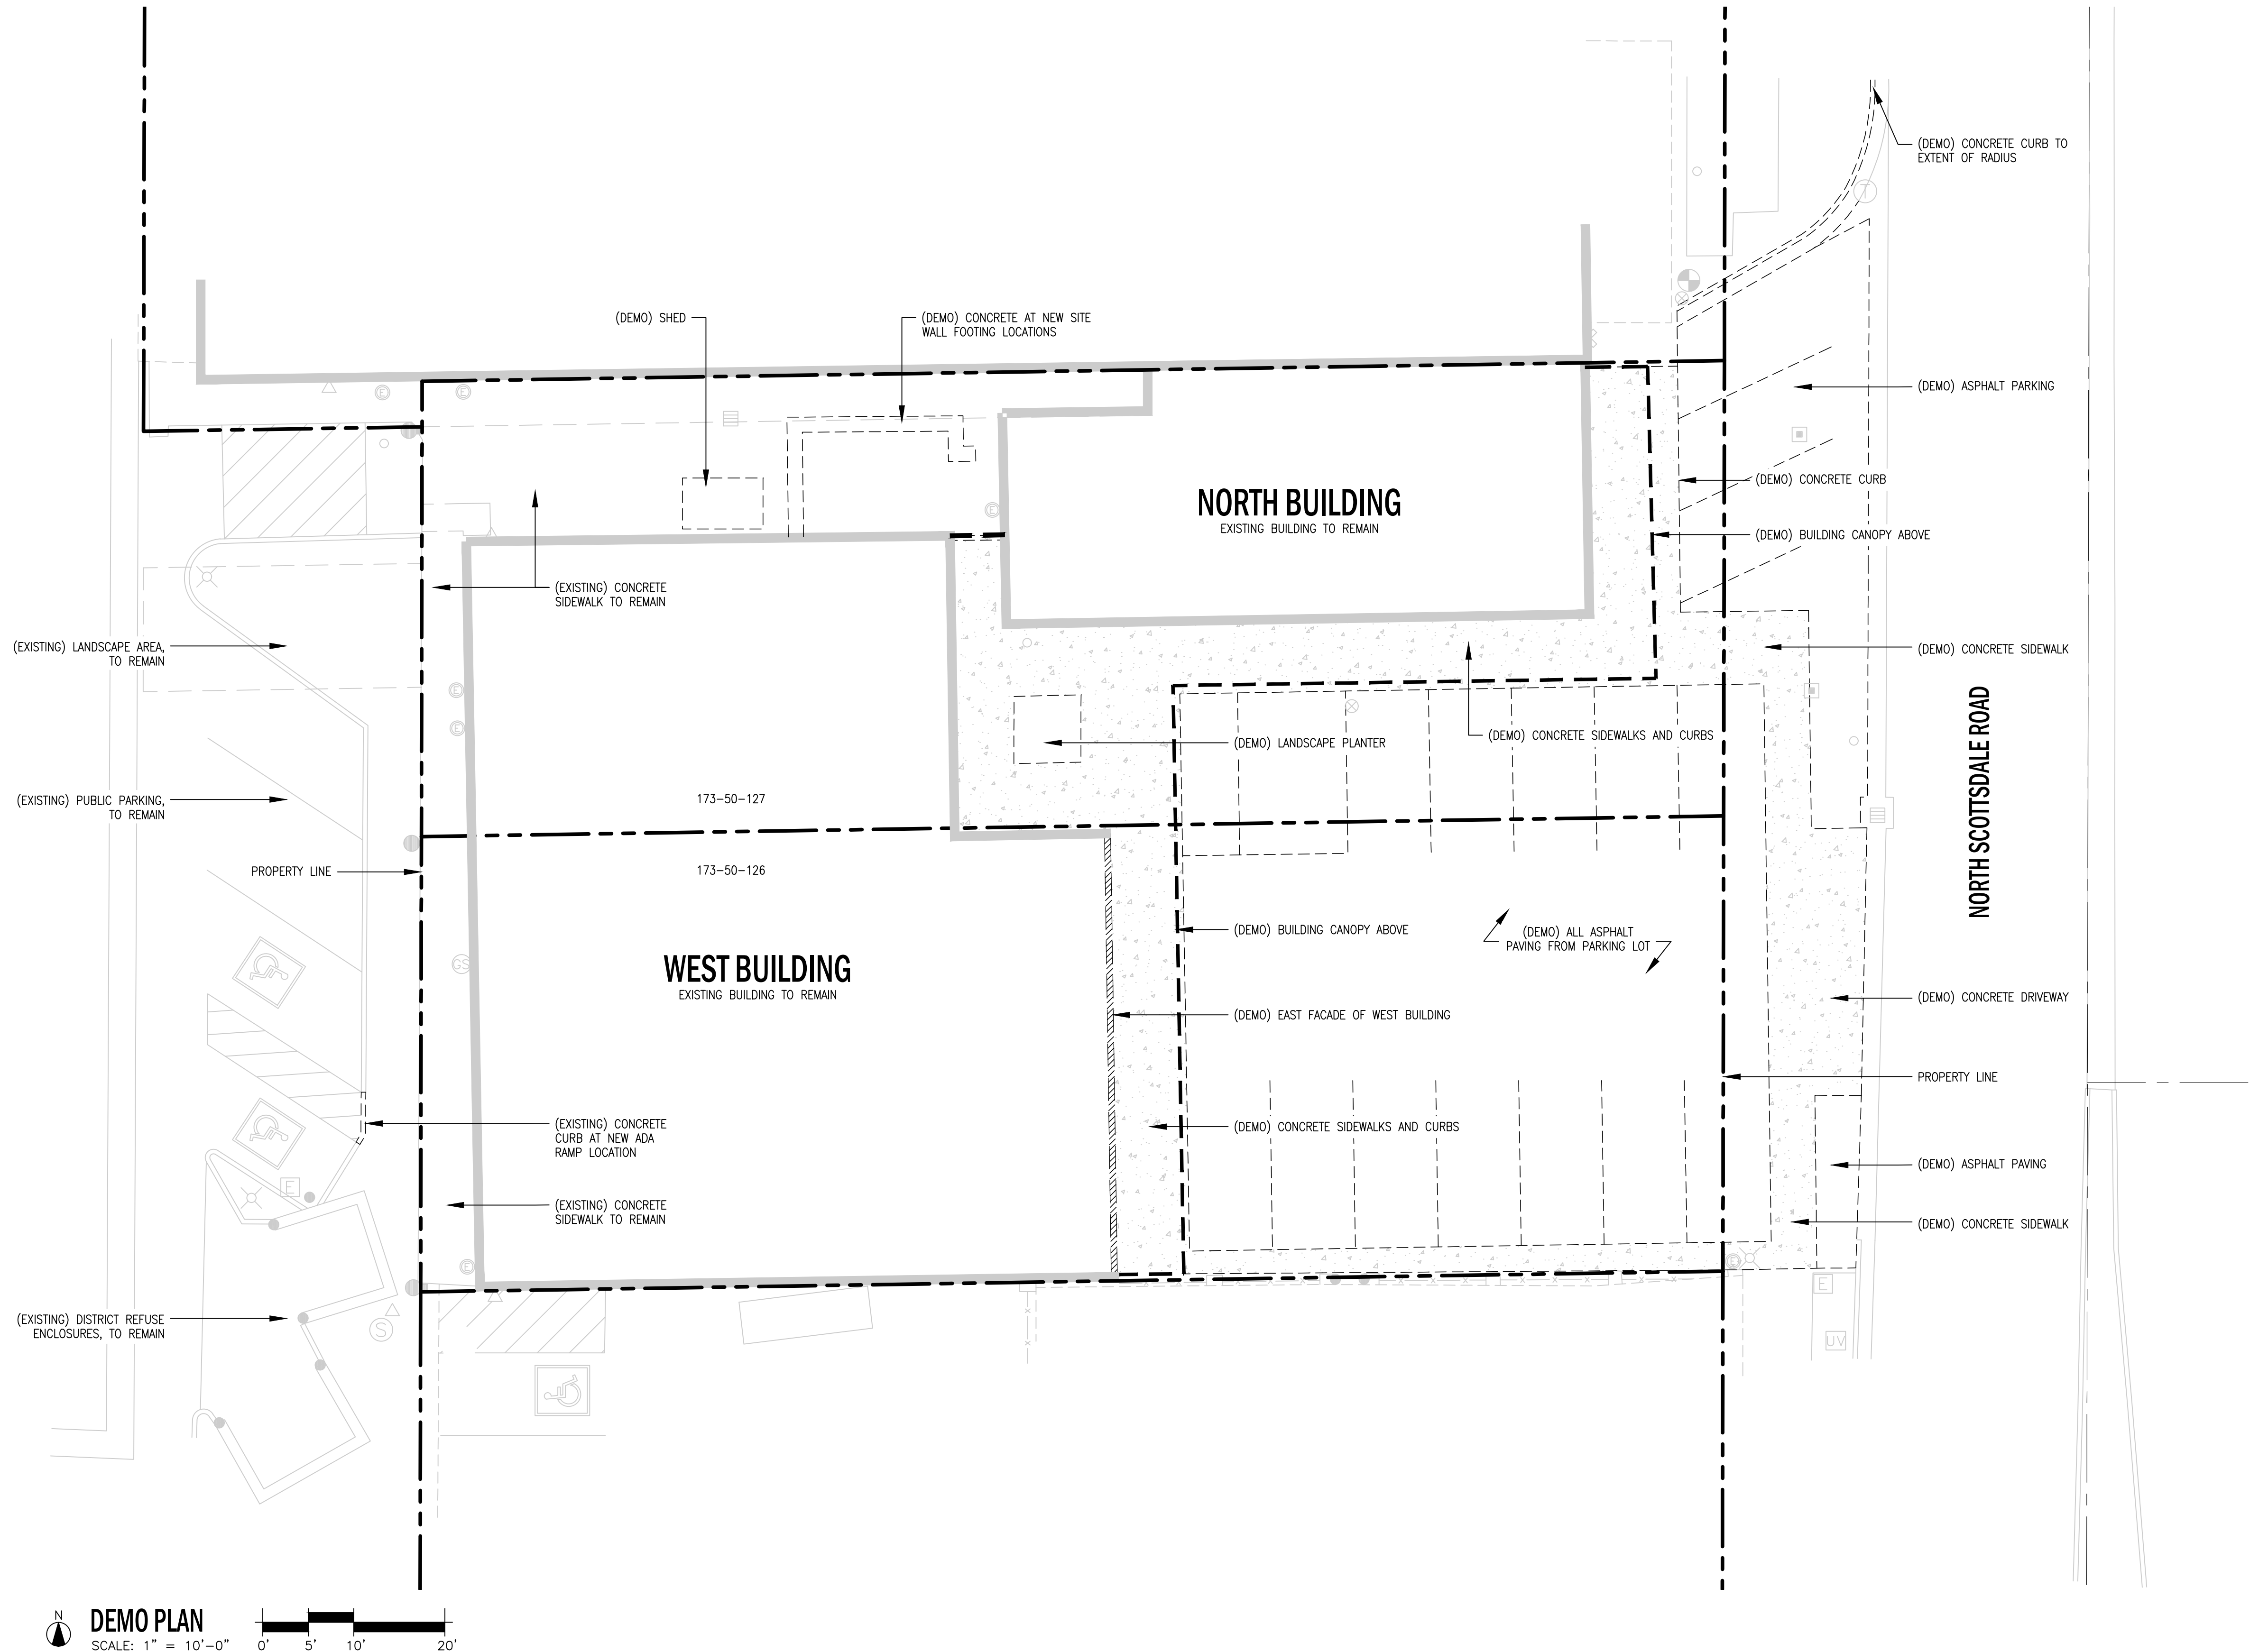 (DEMO) CONCRETE CURB TO
EXTENT OF RADIUS
T
(DEMO) SHED
(DEMO) CONCRETE AT NEW SITE
WALL FOOTING LOCATIONS
(DEMO) ASPHALT PARKING
E
E
(DEMO) CONCRETE CURB
NORTH BUILDING
EXISTING BUILDING TO REMAIN
E
(DEMO) BUILDING CANOPY ABOVE
(EXISTING) CONCRETE
SIDEWALK TO REMAIN
(EXISTING) LANDSCAPE AREA,
TO REMAIN
(DEMO) CONCRETE SIDEWALK
E
E
(DEMO) LANDSCAPE PLANTER
(DEMO) CONCRETE SIDEWALKS AND CURBS
NORTH SCOTTSDALE ROAD
(EXISTING) PUBLIC PARKING,
TO REMAIN
173-50-127
PROPERTY LINE
173-50-126
(DEMO) BUILDING CANOPY ABOVE
(DEMO) ALL ASPHALT
PAVING FROM PARKING LOT
GS
WEST BUILDING
EXISTING BUILDING TO REMAIN
(DEMO) CONCRETE DRIVEWAY
(DEMO) EAST FACADE OF WEST BUILDING
PROPERTY LINE
(EXISTING) CONCRETE
CURB AT NEW ADA
RAMP LOCATION
(DEMO) CONCRETE SIDEWALKS AND CURBS
(DEMO) ASPHALT PAVING
E
(EXISTING) CONCRETE
SIDEWALK TO REMAIN
(DEMO) CONCRETE SIDEWALK
E
E
E
(EXISTING) DISTRICT REFUSE
ENCLOSURES, TO REMAIN
S
UV
N
DEMO PLAN
SCALE: 1" = 10'-0"
0' 5' 10' 20'